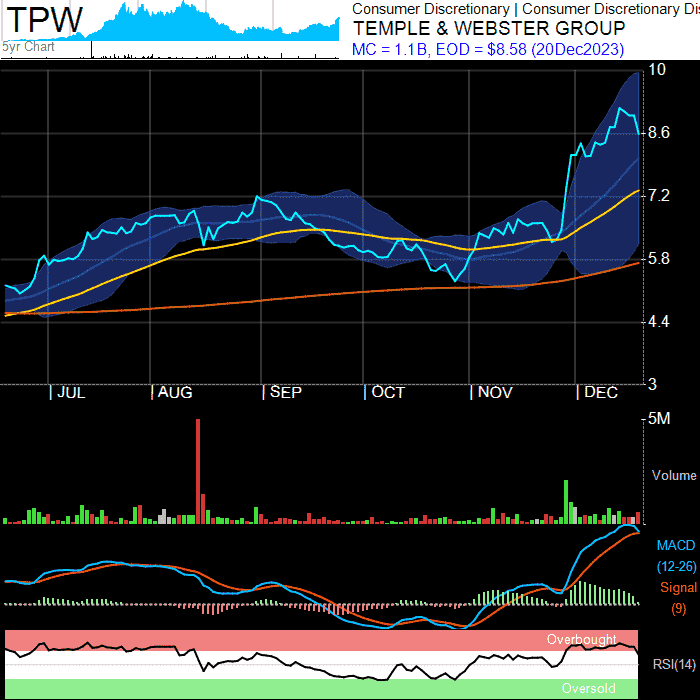 TPW
5yr Chart
Consumer Discretionary | Consumer Discretionary Dis
TEMPLE & WEBSTER GROUP
MC = 1.1B, EOD = $8.58 (20Dec2023)
10
8.6
7.2
5.8
4.4
3
| JUL | AUG | SEP | OCT | NOV | DEC
5M
Volume
MACD
(12-26)
Signal
(9)
Overbought
RSI(14)
Oversold